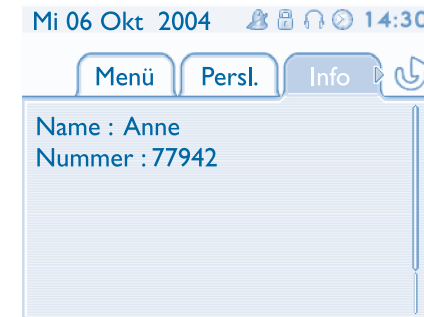 Mi 06 Okt 2004 14:30
Menü Persl. Info
Name : Anne
Nummer : 77942